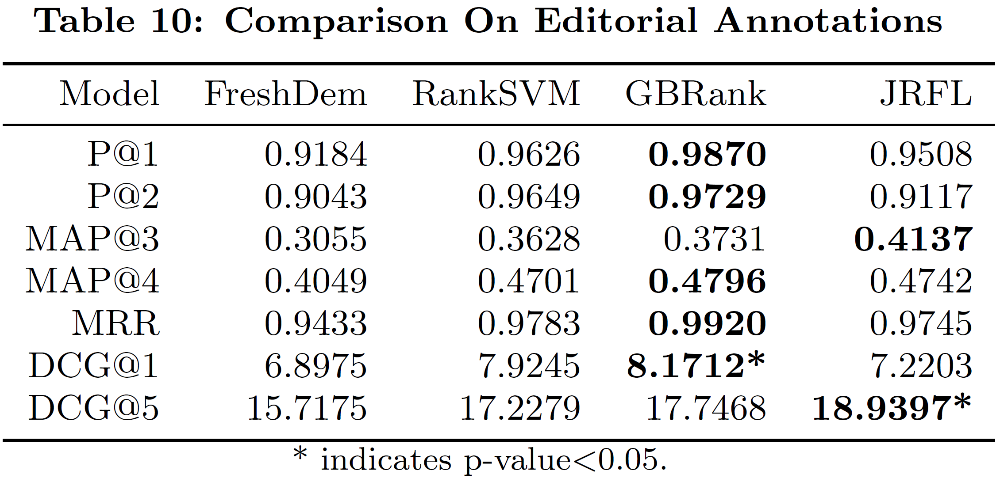 Table 10: Comparison On Editorial Annotations
Model FreshDem RankSVM GBRank JRFL
P@1 0.9184 0.9626 0.9870 0.9508
P@2 0.9043 0.9649 0.9729 0.9117
MAP@3 0.3055 0.3628 0.3731 0.4137
MAP@4 0.4049 0.4701 0.4796 0.4742
MRR 0.9433 0.9783 0.9920 0.9745
DCG@1 6.8975 7.9245 8.1712* 7.2203
DCG@5 15.7175 17.2279 17.7468 18.9397*
* indicates p-value<0.05.